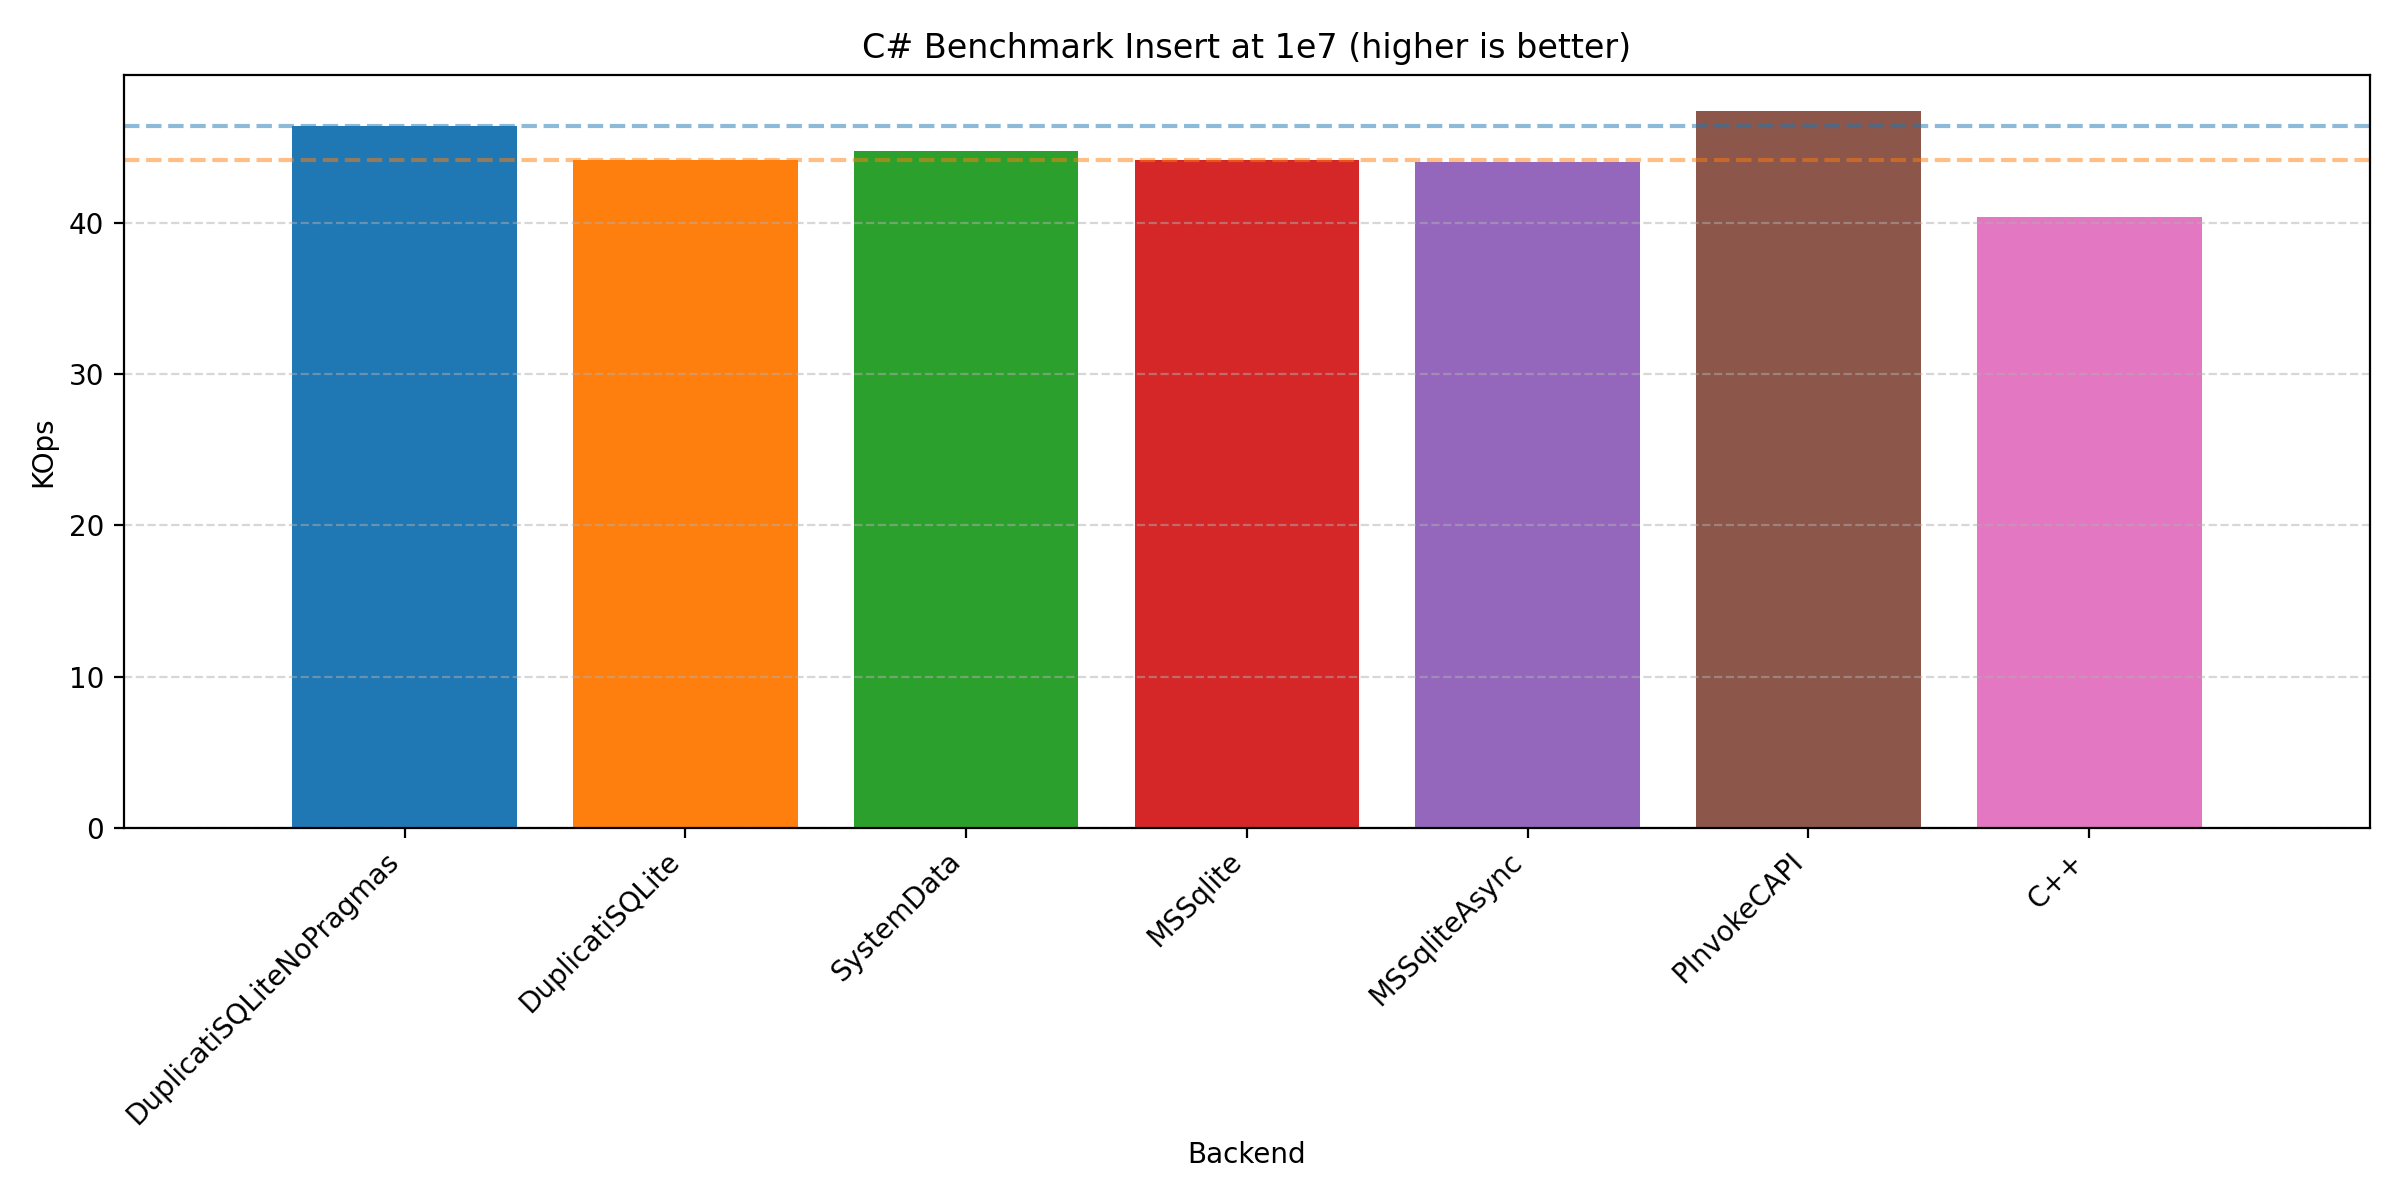 C# Benchmark Insert at 1e7 (higher is better)
KOps
40
30
20
10
0
DuplicatiSQLiteNoPragmas
DuplicatiSQLite
SystemData
MSSqlite
MSSqliteAsync
PInvokeCAPI
C++
Backend